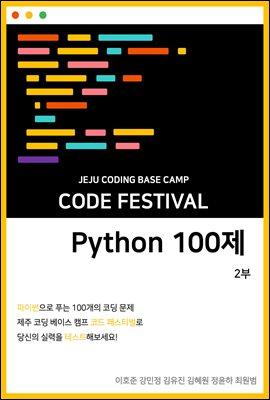 JEJU CODING BASE CAMP
CODE FESTIVAL
Python 100제
2부
파이썬으로 푸는 100개의 코딩 문제
제주 코딩 베이스 캠프 코드 페스티벌로
당신의 실력을 테스트해보세요!
이호준 강민정 김유진 김혜원 정윤하 최원범